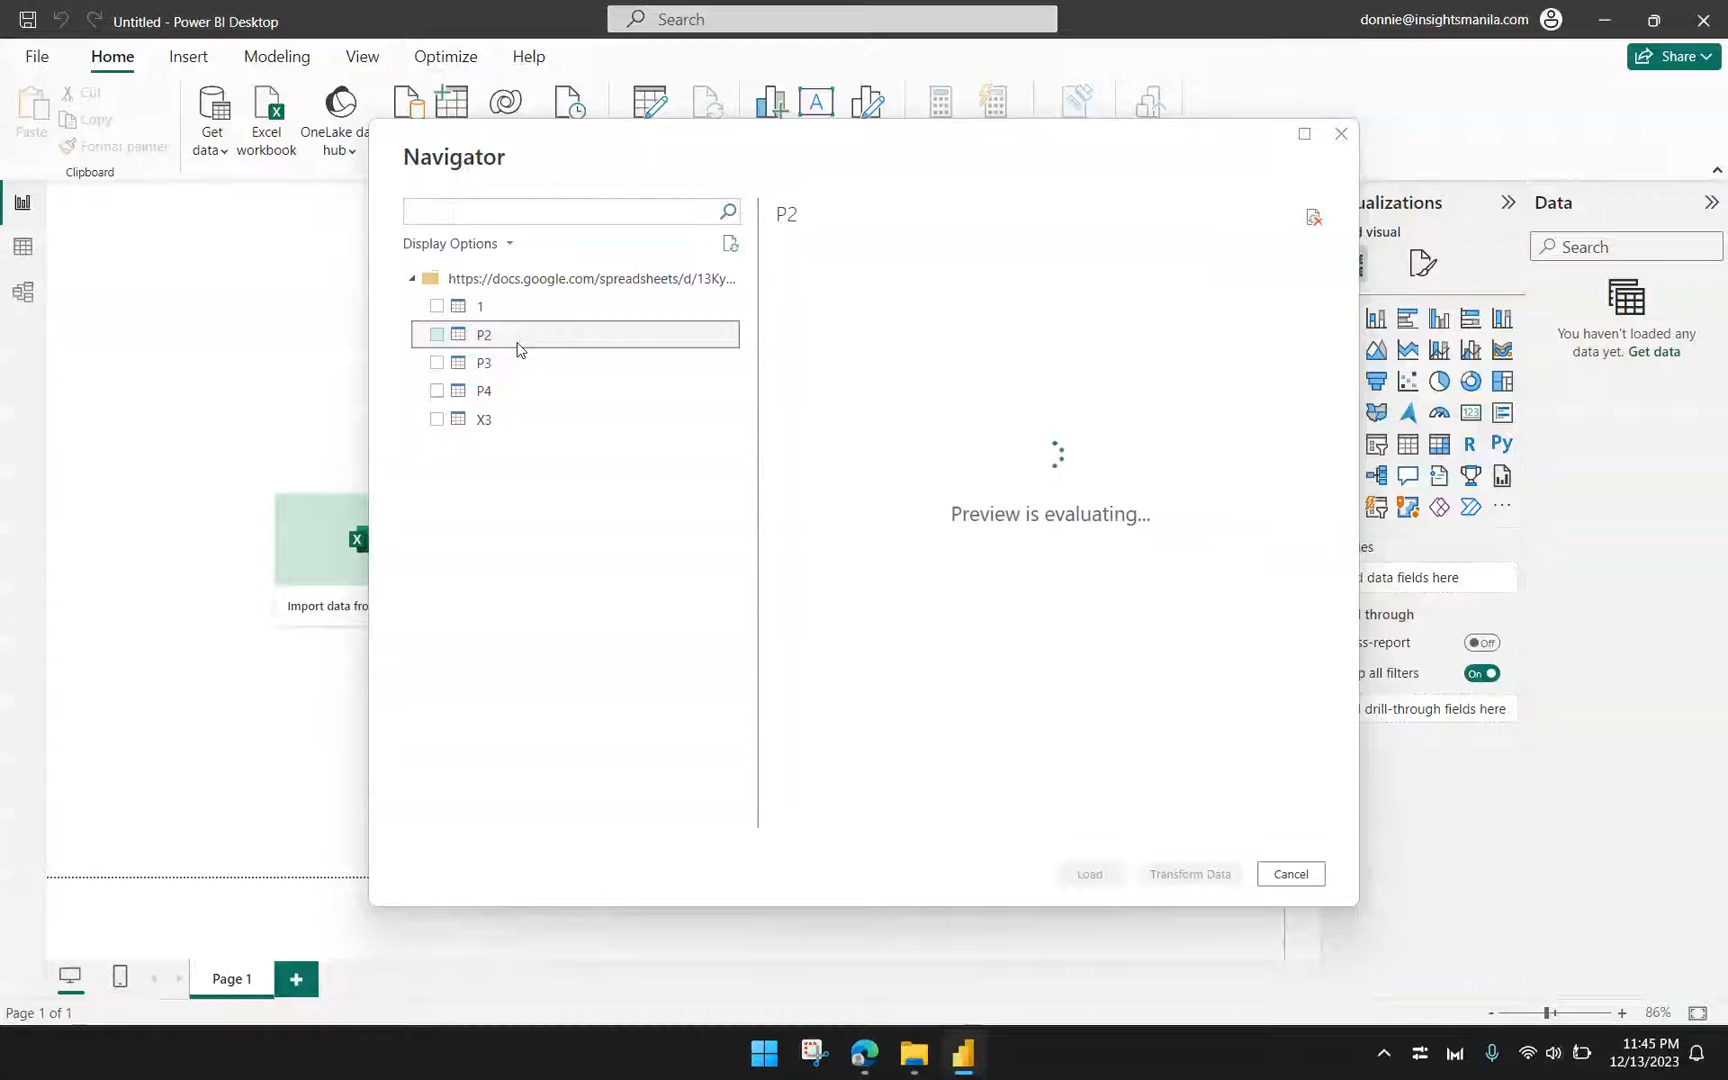 Untitled - Power BI Desktop
Search
donnie@insightsmanila.com
File
Home
Insert
Modeling
View
Optimize
Help
Share
Paste
Cut
Copy
Format painter
Clipboard
Get
data
Excel
workbook
OneLake da
hub
A
Navigator
Display Options
https://docs.google.com/spreadsheets/d/13Ky...
1
P2
P3
P4
X3
P2
Preview is evaluating...
Load
Transform Data
Cancel
X
Import data fro
ualizations
d visual
123
R
Py
...
es
d data fields here
l through
ss-report
Off
p all filters
On
l drill-through fields here
Data
Search
You haven't loaded any
data yet. Get data
Page 1
Page 1 of 1
-
+
86%
11:45 PM
12/13/2023